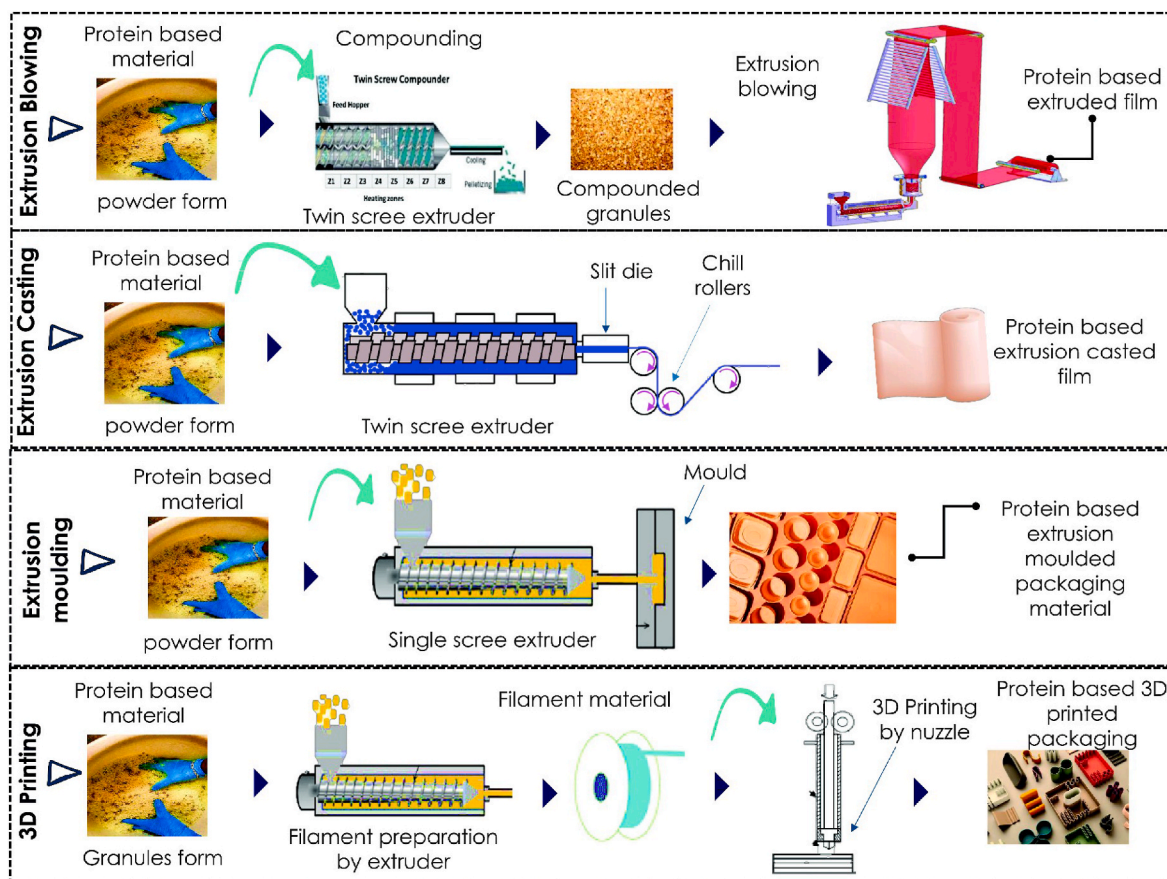 Extrusion Blowing
Protein based
material
powder form
Compounding
Twin Screw Compounder
Feed Hopper
Cooling
Pelletizing
Z1 Z2 Z3 Z4 Z5 Z6 Z7 Z8
Heating zones
Twin scree extruder
Compounded
granules
Extrusion
blowing
Protein based
extruded film
Extrusion Casting
Protein based
material
powder form
Twin scree extruder
Slit die
Chill
rollers
Protein based
extrusion casted
film
Extrusion
moulding
Protein based
material
powder form
Single scree extruder
Mould
Protein based
extrusion
moulded
packaging
material
3D Printing
Protein based
material
Granules form
Filament preparation
by extruder
Filament material
3D Printing
by nozzle
Protein based 3D
printed
packaging